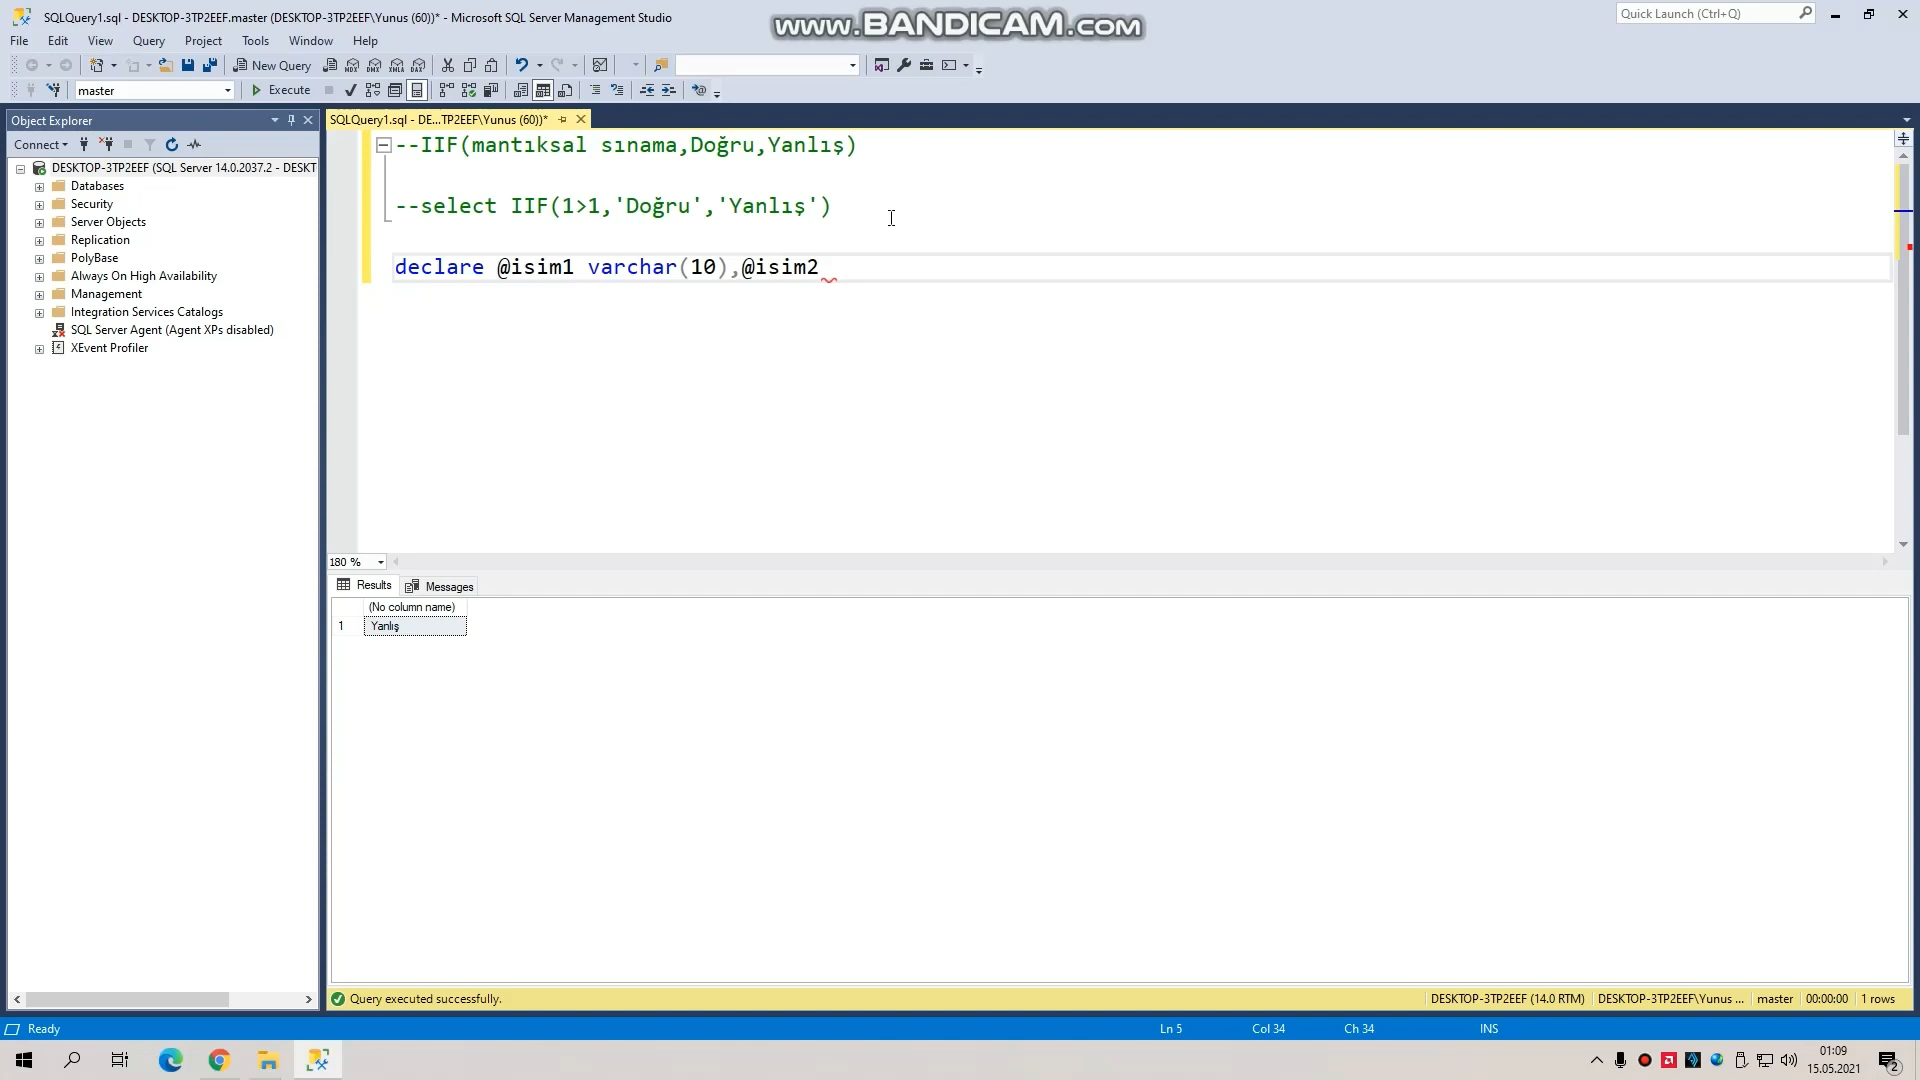 SQLQuery1.sql - DESKTOP-3TP2EEF.master (DESKTOP-3TP2EEF\Yunus (60))* - Microsoft SQL Server Management Studio
www.BANDICAM.com
Quick Launch (Ctrl+Q)
File Edit View Query Project Tools Window Help
New Query
master Execute
Object Explorer
Connect
DESKTOP-3TP2EEF (SQL Server 14.0.2037.2 - DESKT
Databases
Security
Server Objects
Replication
PolyBase
Always On High Availability
Management
Integration Services Catalogs
SQL Server Agent (Agent XPs disabled)
XEvent Profiler
SQLQuery1.sql - DE...TP2EEF\Yunus (60))*
--IIF(mantıksal sınama,Doğru,Yanlış)
--select IIF(1>1,'Doğru','Yanlış')
declare @isim1 varchar(10),@isim2
180 %
Results Messages
(No column name)
1 Yanlış
Query executed successfully.
DESKTOP-3TP2EEF (14.0 RTM) DESKTOP-3TP2EEF\Yunus ... master 00:00:00 1 rows
Ready Ln 5 Col 34 Ch 34 INS
01:09
15.05.2021
2